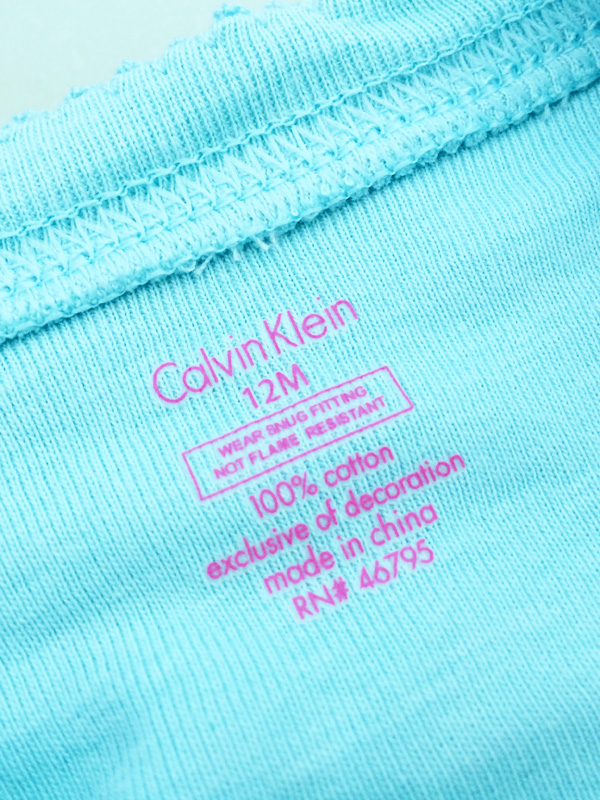 Calvin Klein
12M
WEAR SNUG FITTING
NOT FLAME RESISTANT
100% cotton
exclusive of decoration
made in china
RN# 46795